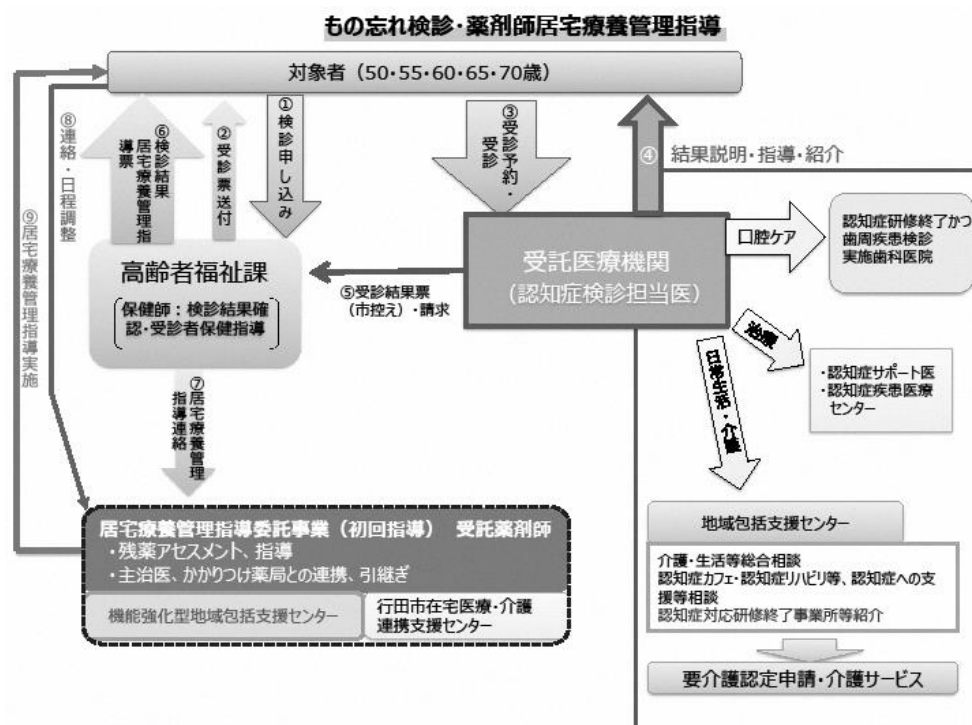 もの忘れ検診・薬剤師居宅療養管理指導
対象者（50・55・60・65・70歳）
①検診申し込み
②受診票送付
③受診予約・
受診
④
結果説明・指導・紹介
⑥検診結果
居宅療養管理指
導票
⑧連絡・日程調整
⑨居宅療養管理指導実施
高齢者福祉課
保健師：検診結果確
認・受診者保健指導
⑤受診結果票
（市控え）・請求
受託医療機関
（認知症検診担当医）
口腔ケア
認知症研修終了かつ
歯周疾患検診
実施歯科医院
治療
・認知症サポート医
・認知症疾患医療
センター
日常生活・介護
⑦居宅療養管理
指導連絡
居宅療養管理指導委託事業（初回指導）　受託薬剤師
・残薬アセスメント、指導
・主治医、かかりつけ薬局との連携、引継ぎ
機能強化型地域包括支援センター
行田市在宅医療・介護
連携支援センター
地域包括支援センター
介護・生活等総合相談
認知症カフェ・認知症リハビリ等、認知症への支
援等相談
認知症対応研修終了事業所等紹介
要介護認定申請・介護サービス